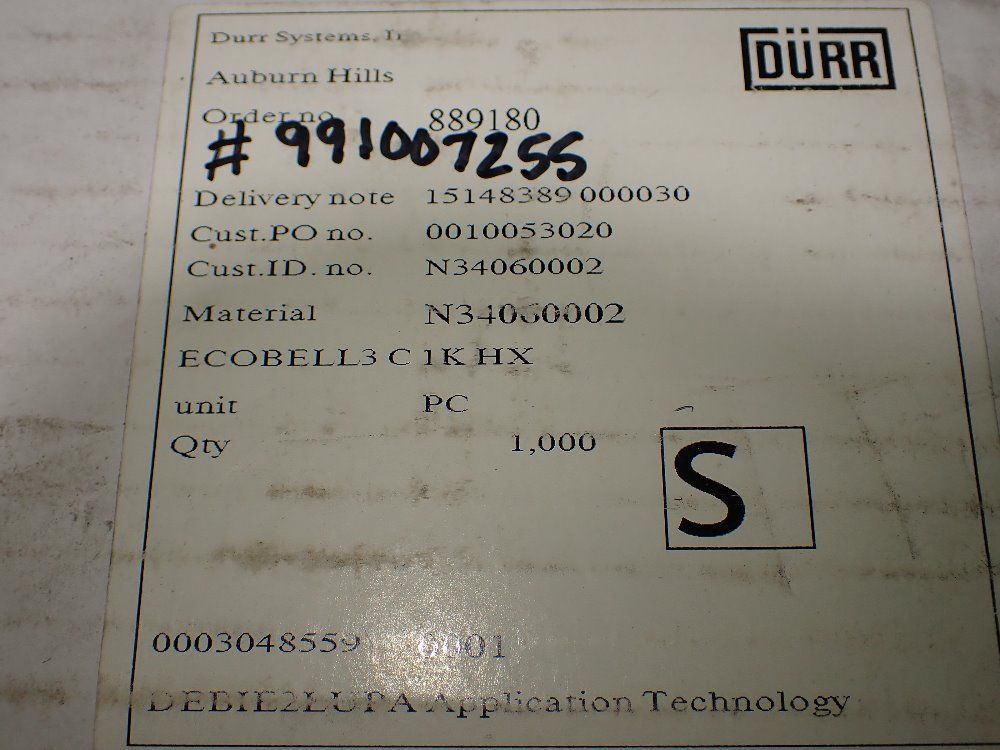 Durr Systems, I
DÜRR
Auburn Hills
Order no 889180
# 991007255
Delivery note 15148389 000030
Cust.PO no. 0010053020
Cust.ID. no. N34060002
Material N34060002
ECOBELL3 C 1K HX
unit PC
Qty 1,000
S
0003048559 0001
DEBIE2LUPA Application Technology